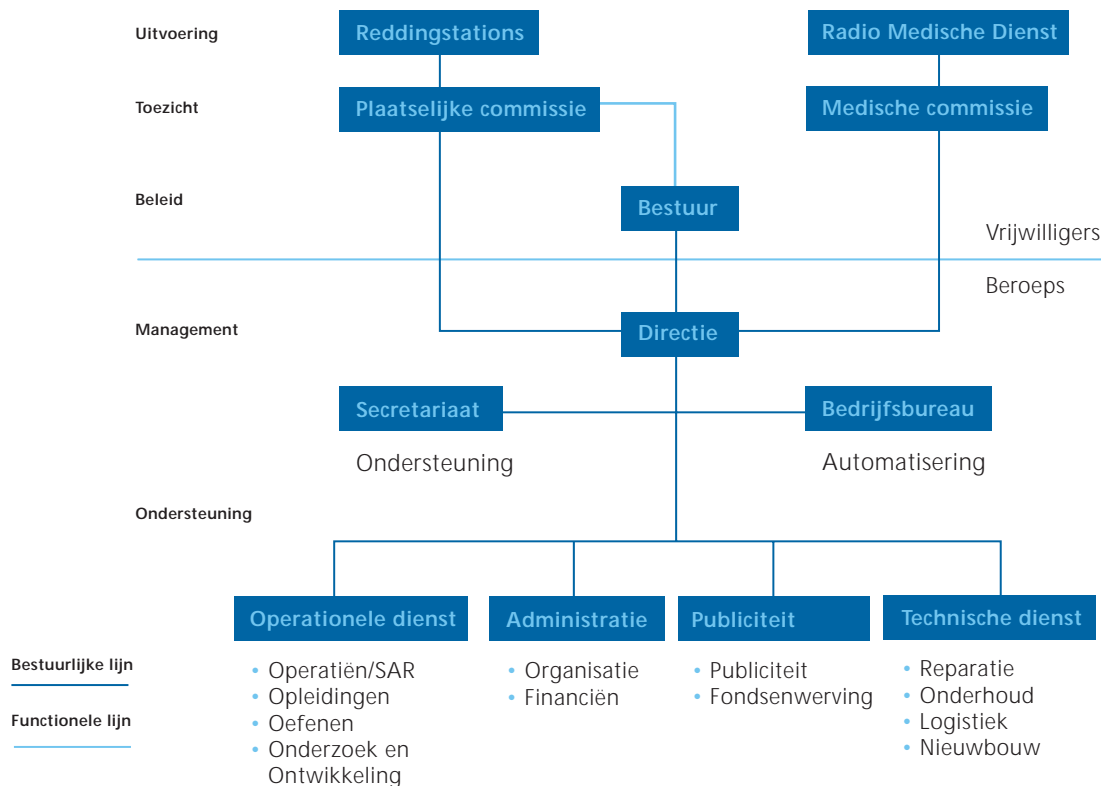 Uitvoering
Reddingstations
Radio Medische Dienst
Toezicht
Plaatselijke commissie
Medische commissie
Beleid
Bestuur
Vrijwilligers
Beroeps
Management
Directie
Secretariaat
Bedrijfsbureau
Ondersteuning
Automatisering
Ondersteuning
Operationele dienst
Administratie
Publiciteit
Technische dienst
Bestuurlijke lijn
Functionele lijn
• Operatiën/SAR
• Opleidingen
• Oefenen
• Onderzoek en
Ontwikkeling
• Organisatie
• Financiën
• Publiciteit
• Fondsenwerving
• Reparatie
• Onderhoud
• Logistiek
• Nieuwbouw